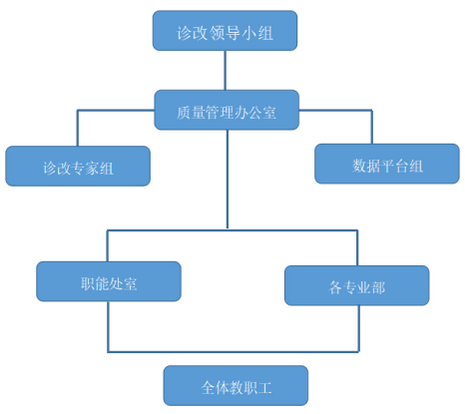 诊改领导小组
质量管理办公室
诊改专家组
数据平台组
职能处室
各专业部
全体教职工